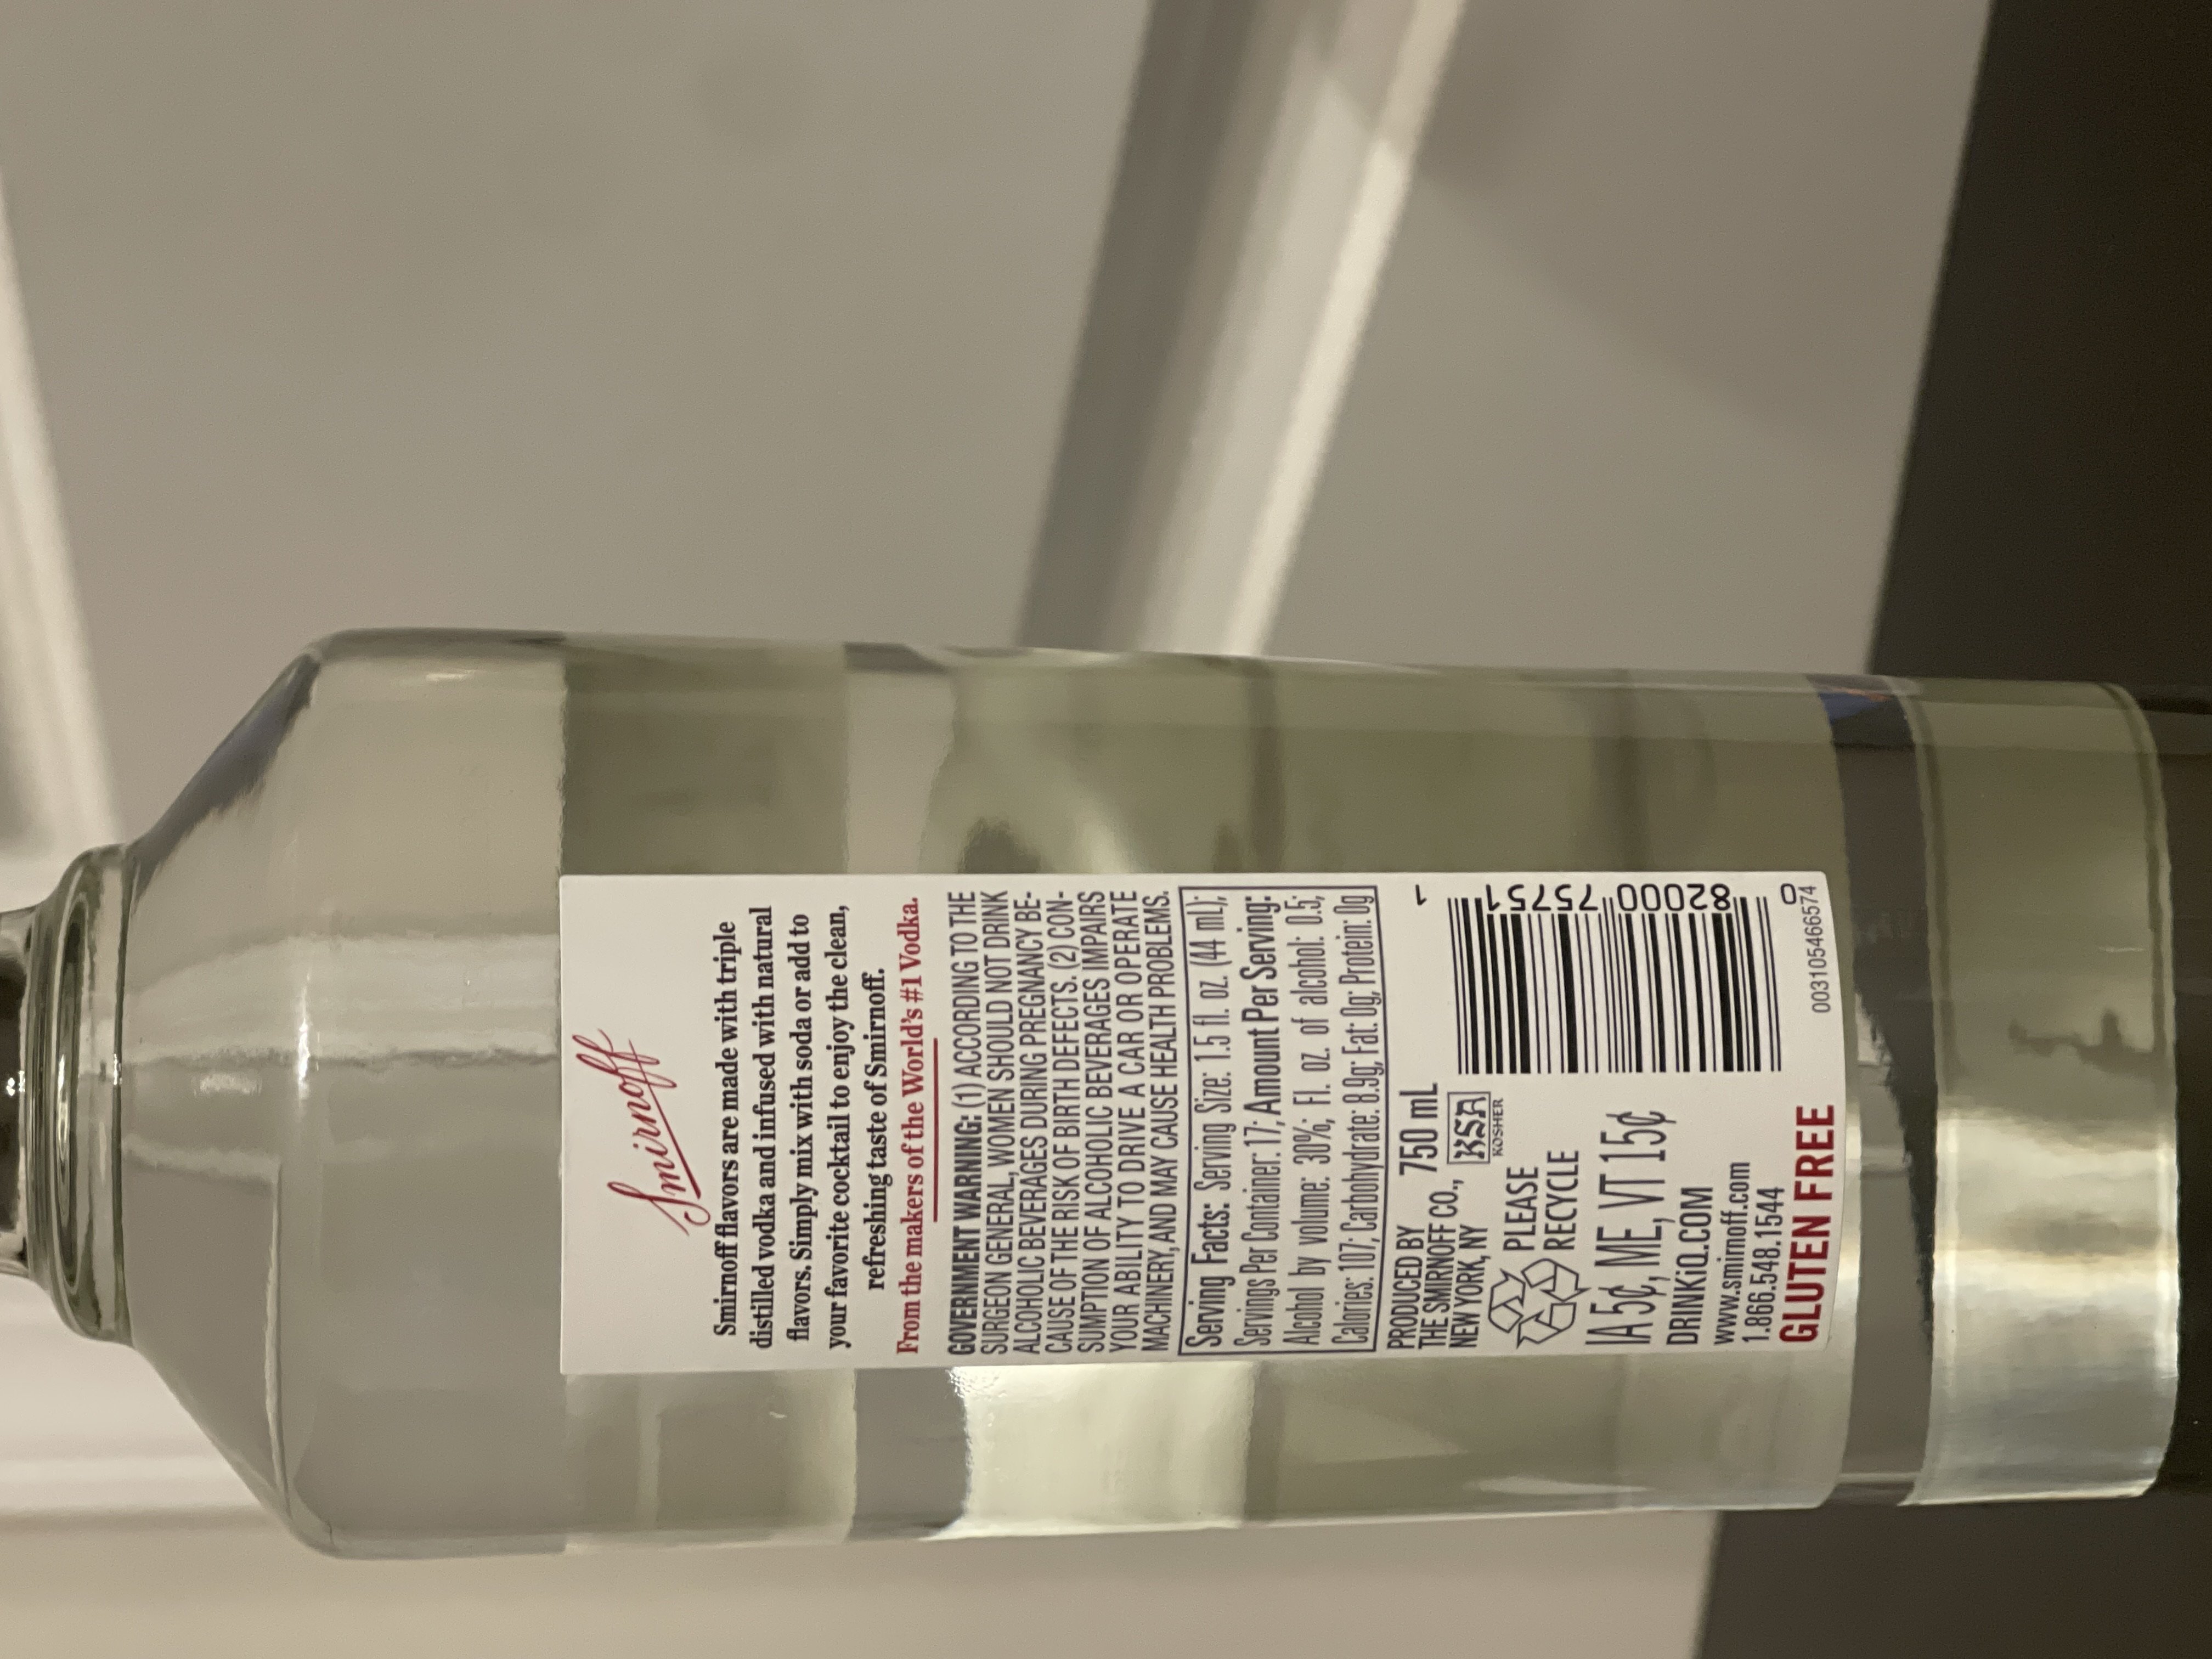 Smirnoff
Smirnoff flavors are made with triple
distilled vodka and infused with natural
flavors. Simply mix with soda or add to
your favorite cocktail to enjoy the clean,
refreshing taste of Smirnoff.
From the makers of the World's #1 Vodka.
GOVERNMENT WARNING: (1) ACCORDING TO THE
SURGEON GENERAL, WOMEN SHOULD NOT DRINK
ALCOHOLIC BEVERAGES DURING PREGNANCY BE-
CAUSE OF THE RISK OF BIRTH DEFECTS. (2) CON-
SUMPTION OF ALCOHOLIC BEVERAGES IMPAIRS
YOUR ABILITY TO DRIVE A CAR OR OPERATE
MACHINERY, AND MAY CAUSE HEALTH PROBLEMS.
Serving Facts: Serving Size: 1.5 fl. oz. (44 mL);
Servings Per Container: 17; Amount Per Serving:
Alcohol by volume: 30%; Fl. oz. of alcohol: 0.5;
Calories: 107; Carbohydrate: 8.9g; Fat: 0g; Protein: 0g
PRODUCED BY
THE SMIRNOFF CO.,
NEW YORK, NY
750 mL
KSA
KOSHER
PLEASE
RECYCLE
IA 5¢, ME, VT 15¢
DRINKiQ.COM
www.smirnoff.com
1.866.548.1544
GLUTEN FREE
0 82000 75751 1
003105466574